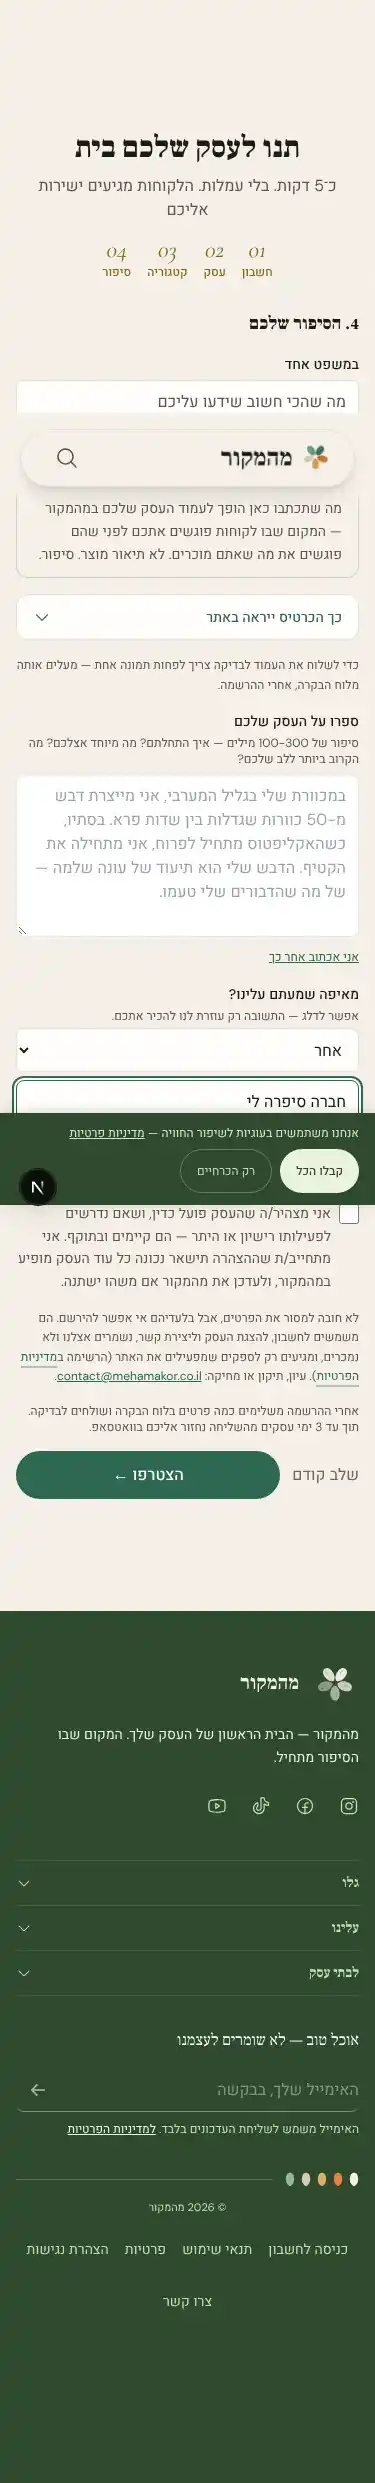 תנו לעסק שלכם בית
כ־5 דקות. בלי עמלות. הלקוחות מגיעים ישירות
אליכם
01 02 03 04
חשבון עסק קטגוריה סיפור
4. הסיפור שלכם
במשפט אחד
מה שהכי חשוב שידעו עליכם
מהמקור
מה שתכתבו כאן הופך לעמוד העסק שלכם במהמקור
— המקום שבו לקוחות פוגשים אתכם לפני שהם
פוגשים את מה שאתם מוכרים. לא תיאור מוצר. סיפור.
כך הכרטיס ייראה באתר
כדי לשלוח את העמוד לבדיקה צריך לפחות תמונה אחת — מעלים אותה
מלוח הבקרה, אחרי ההרשמה.
ספרו על העסק שלכם
סיפור של 100–300 מילים — איך התחלתם? מה מיוחד אצלכם? מה
הקרוב ביותר ללב שלכם?
במכוורת שלי בגליל המערבי, אני מייצרת דבש
מ-50 כוורות שגדלות בין שדות פרא. בסתיו,
כשהאקליפטוס מתחיל לפרוח, אני מתחילה את
הקטיף. הדבש שלי הוא תיעוד של עונה שלמה —
של מה שהדבורים שלי טעמו.
אני אכתוב אחר כך
מאיפה שמעתם עלינו?
אפשר לדלג — התשובה רק עוזרת לנו להכיר אתכם.
אחר
חברה סיפרה לי
אנחנו משתמשים בעוגיות לשיפור החוויה — מדיניות פרטיות
קבלו הכל
רק הכרחיים
N
אני מצהיר/ה שהעסק פועל כדין, ושאם נדרשים
לפעילותו רישיון או היתר — הם קיימים ובתוקף. אני
מתחייב/ת שההצהרה תישאר נכונה כל עוד העסק מופיע
במהמקור, ולעדכן את מהמקור אם משהו ישתנה.
לא חובה למסור את הפרטים, אבל בלעדיהם אי אפשר להירשם. הם
משמשים לחשבון, להצגת העסק וליצירת קשר, נשמרים אצלנו ולא
נמכרים, ומגיעים רק לספקים שמפעילים את האתר (הרשימה במדיניות
הפרטיות). עיון, תיקון או מחיקה: contact@mehamakor.co.il.
אחרי ההרשמה משלימים כמה פרטים בלוח הבקרה ושולחים לבדיקה.
תוך עד 3 ימי עסקים מהשליחה נחזור אליכם בוואטסאפ.
שלב קודם
הצטרפו ←
מהמקור
מהמקור — הבית הראשון של העסק שלך. המקום שבו
הסיפור מתחיל.
גלו
עלינו
לבתי עסק
אוכל טוב — לא שומרים לעצמנו
האימייל שלך, בבקשה
האימייל משמש לשליחת העדכונים בלבד. למדיניות הפרטיות
© 2026 מהמקור
כניסה לחשבון תנאי שימוש פרטיות הצהרת נגישות
צרו קשר